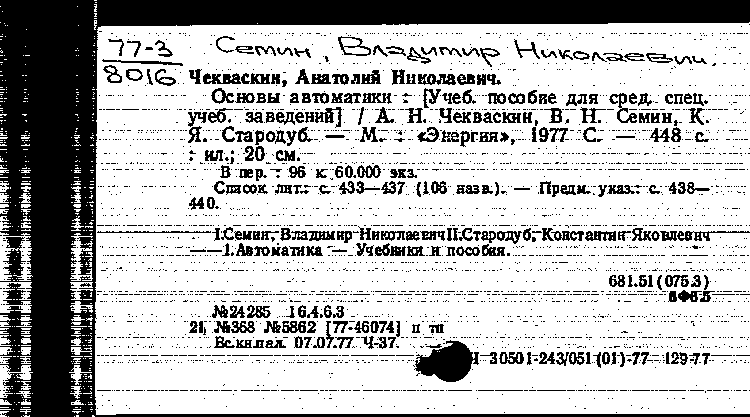 77-3 Семин, Владимир Николаевич.
8016 Чекваскин, Анатолий Николаевич.
Основы автоматики : [Учеб. пособие для сред. спец.
учеб. заведений] / А. Н. Чекваскин, В. Н. Семин, К.
Я. Стародуб. — М. : «Энергия», 1977 С. — 448 с.
: ил.; 20 см.
В пер. : 96 к. 60.000 экз.
Список лит.: с. 433—437 (106 назв.). — Предм. указ.: с. 438—
440.
I.Семин, Владимир НиколаевичII.Стародуб, Константин Яковлевич
— 1.Автоматика — Учебники и пособия.
681.51(075.3)
6Ф6.5
№24285 16.4.6.3
21, №368 №5862 [77-46074] п тп
Вс.кн.пал. 07.07.77 Ч-37.
30501-243/051(01)-77 129-77